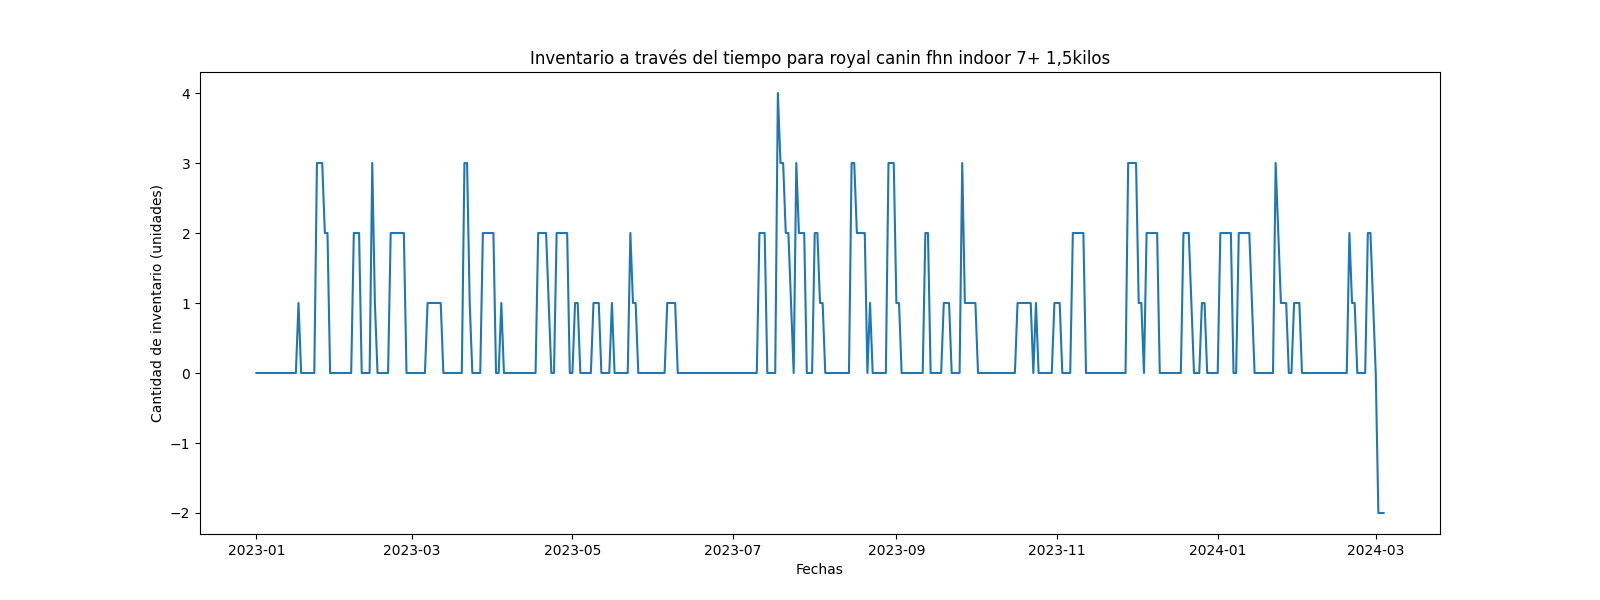 Inventario a través del tiempo para royal canin fhn indoor 7+ 1,5kilos
Cantidad de inventario (unidades)
4
3
2
1
0
−1
−2
2023-01 2023-03 2023-05 2023-07 2023-09 2023-11 2024-01 2024-03
Fechas